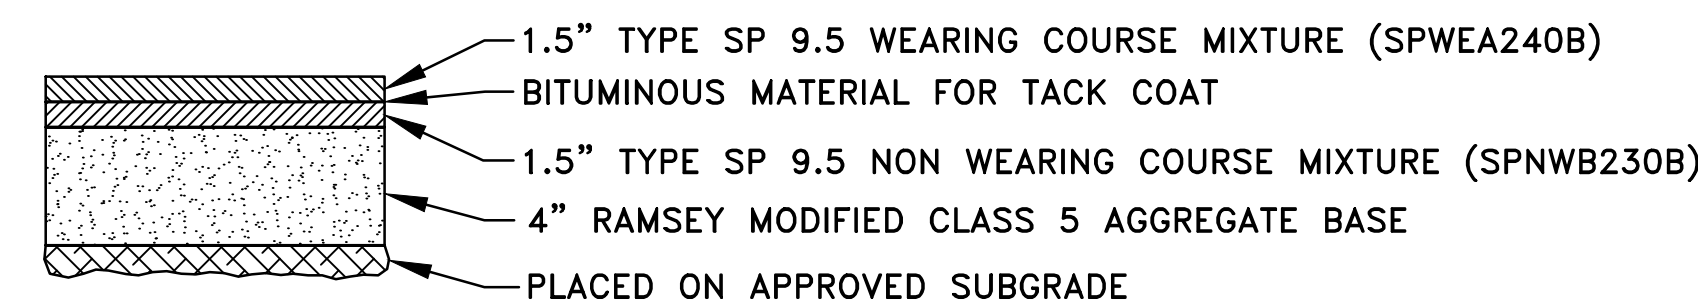 1.5" TYPE SP 9.5 WEARING COURSE MIXTURE (SPWEA240B)
BITUMINOUS MATERIAL FOR TACK COAT
1.5" TYPE SP 9.5 NON WEARING COURSE MIXTURE (SPNWB230B)
4" RAMSEY MODIFIED CLASS 5 AGGREGATE BASE
PLACED ON APPROVED SUBGRADE